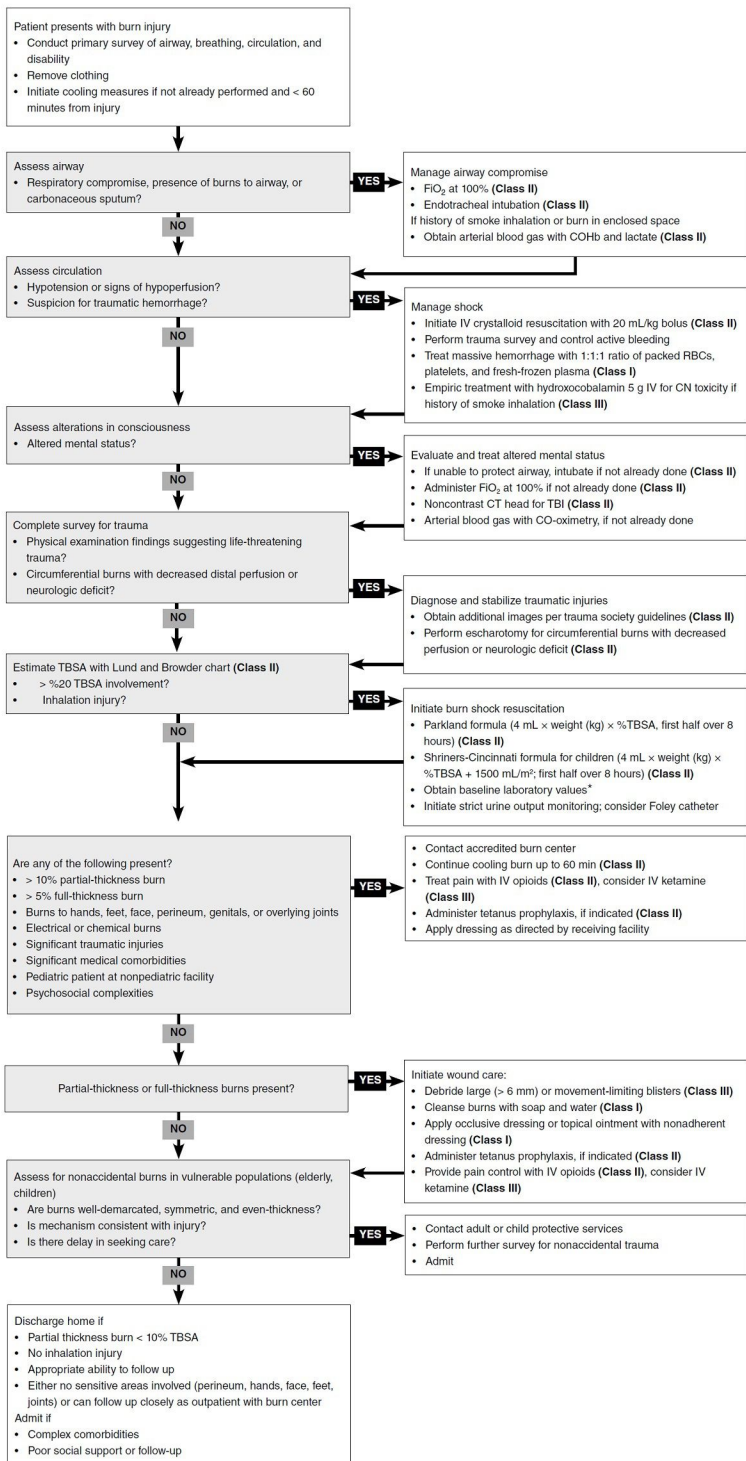 Patient presents with burn injury
• Conduct primary survey of airway, breathing, circulation, and
disability
• Remove clothing
• Initiate cooling measures if not already performed and < 60
minutes from injury
Assess airway
• Respiratory compromise, presence of burns to airway, or
carbonaceous sputum?
YES
Manage airway compromise
• FiO₂ at 100% (Class II)
• Endotracheal intubation (Class II)
If history of smoke inhalation or burn in enclosed space
• Obtain arterial blood gas with COHb and lactate (Class II)
NO
Assess circulation
• Hypotension or signs of hypoperfusion?
• Suspicion for traumatic hemorrhage?
YES
Manage shock
• Initiate IV crystalloid resuscitation with 20 mL/kg bolus (Class II)
• Perform trauma survey and control active bleeding
• Treat massive hemorrhage with 1:1:1 ratio of packed RBCs,
platelets, and fresh-frozen plasma (Class I)
• Empiric treatment with hydroxocobalamin 5 g IV for CN toxicity if
history of smoke inhalation (Class III)
NO
Assess alterations in consciousness
• Altered mental status?
YES
Evaluate and treat altered mental status
• If unable to protect airway, intubate if not already done (Class II)
• Administer FiO₂ at 100% if not already done (Class II)
• Noncontrast CT head for TBI (Class II)
• Arterial blood gas with CO-oximetry, if not already done
NO
Complete survey for trauma
• Physical examination findings suggesting life-threatening
trauma?
• Circumferential burns with decreased distal perfusion or
neurologic deficit?
YES
Diagnose and stabilize traumatic injuries
• Obtain additional images per trauma society guidelines (Class II)
• Perform escharotomy for circumferential burns with decreased
perfusion or neurologic deficit (Class II)
NO
Estimate TBSA with Lund and Browder chart (Class II)
• > %20 TBSA involvement?
• Inhalation injury?
YES
Initiate burn shock resuscitation
• Parkland formula (4 mL × weight (kg) × %TBSA, first half over 8
hours) (Class II)
• Shriners-Cincinnati formula for children (4 mL × weight (kg) ×
%TBSA + 1500 mL/m²; first half over 8 hours) (Class II)
• Obtain baseline laboratory values*
• Initiate strict urine output monitoring; consider Foley catheter
NO
Are any of the following present?
• > 10% partial-thickness burn
• > 5% full-thickness burn
• Burns to hands, feet, face, perineum, genitals, or overlying joints
• Electrical or chemical burns
• Significant traumatic injuries
• Significant medical comorbidities
• Pediatric patient at nonpediatric facility
• Psychosocial complexities
YES
• Contact accredited burn center
• Continue cooling burn up to 60 min (Class II)
• Treat pain with IV opioids (Class II), consider IV ketamine
(Class III)
• Administer tetanus prophylaxis, if indicated (Class II)
• Apply dressing as directed by receiving facility
NO
Partial-thickness or full-thickness burns present?
YES
Initiate wound care:
• Debride large (> 6 mm) or movement-limiting blisters (Class III)
• Cleanse burns with soap and water (Class I)
• Apply occlusive dressing or topical ointment with nonadherent
dressing (Class I)
• Administer tetanus prophylaxis, if indicated (Class II)
• Provide pain control with IV opioids (Class II), consider IV
ketamine (Class III)
NO
Assess for nonaccidental burns in vulnerable populations (elderly,
children)
• Are burns well-demarcated, symmetric, and even-thickness?
• Is mechanism consistent with injury?
• Is there delay in seeking care?
YES
• Contact adult or child protective services
• Perform further survey for nonaccidental trauma
• Admit
NO
Discharge home if
• Partial thickness burn < 10% TBSA
• No inhalation injury
• Appropriate ability to follow up
• Either no sensitive areas involved (perineum, hands, face, feet,
joints) or can follow up closely as outpatient with burn center
Admit if
• Complex comorbidities
• Poor social support or follow-up